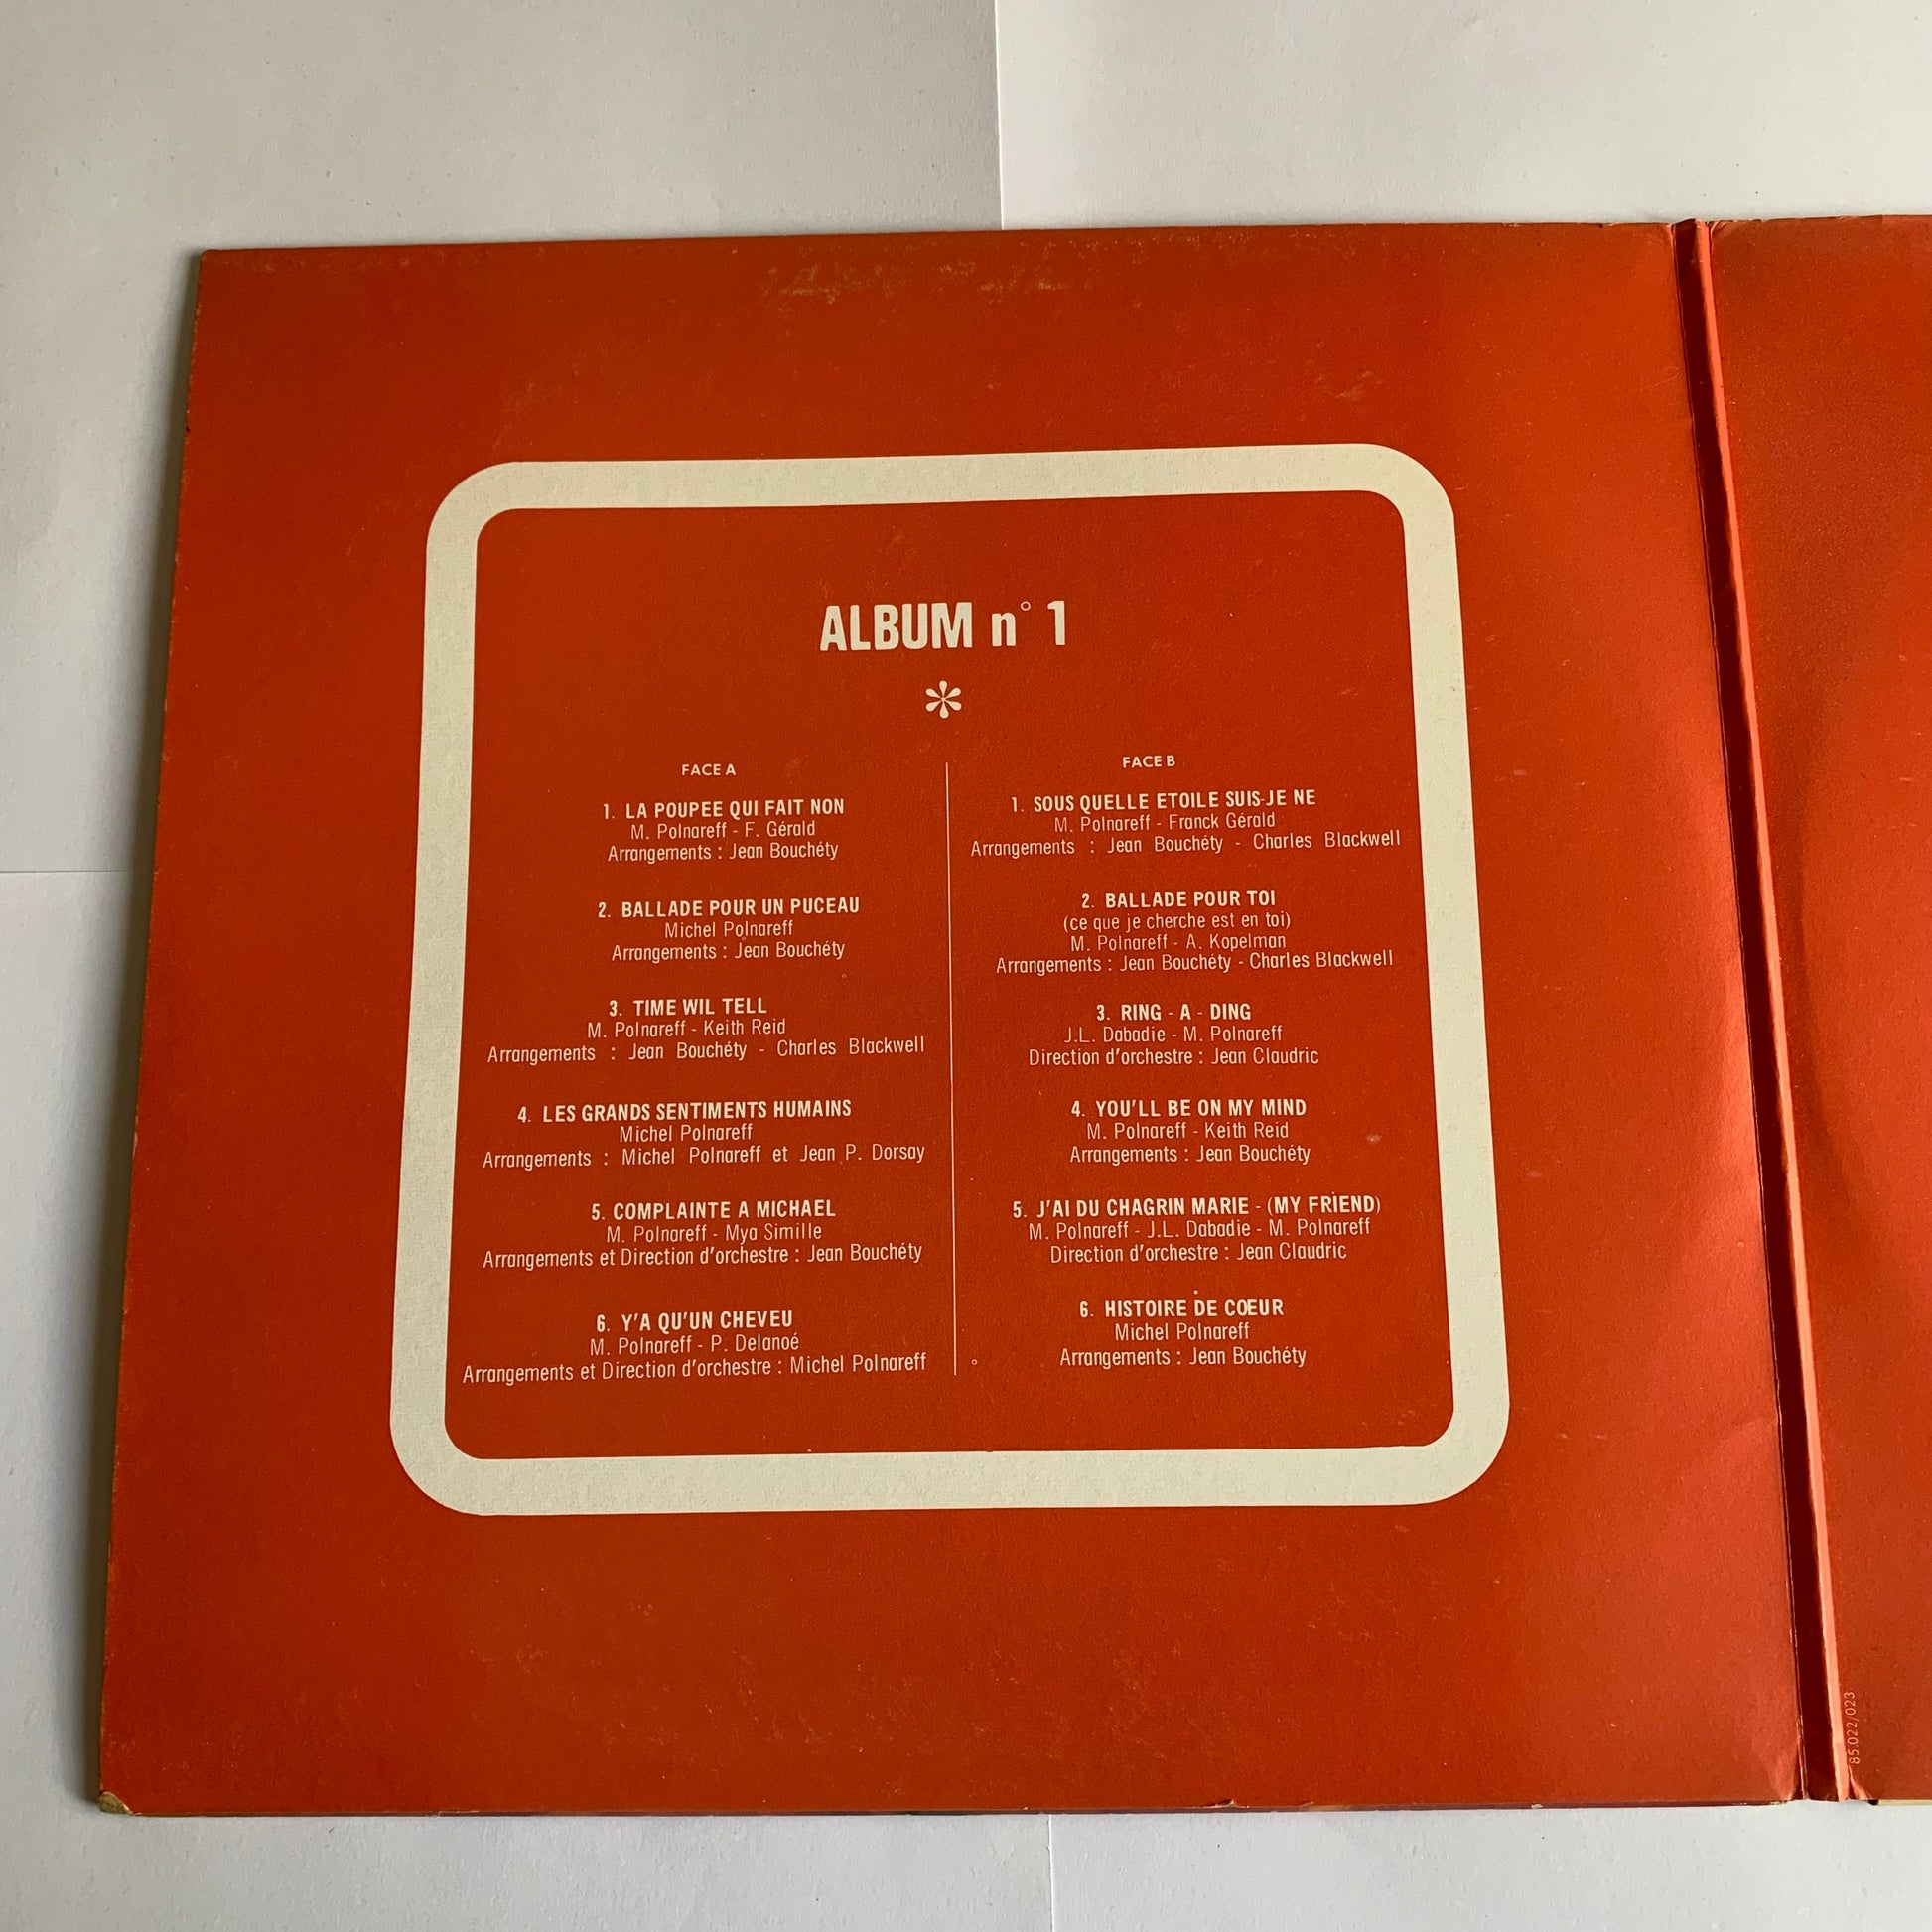 ALBUM n° 1
*
FACE A
1. LA POUPEE QUI FAIT NON
M. Polnareff - F. Gérald
Arrangements : Jean Bouchéty
2. BALLADE POUR UN PUCEAU
Michel Polnareff
Arrangements : Jean Bouchéty
3. TIME WIL TELL
M. Polnareff - Keith Reid
Arrangements : Jean Bouchéty - Charles Blackwell
4. LES GRANDS SENTIMENTS HUMAINS
Michel Polnareff
Arrangements : Michel Polnareff et Jean P. Dorsay
5. COMPLAINTE A MICHAEL
M. Polnareff - Mya Simille
Arrangements et Direction d'orchestre : Jean Bouchéty
6. Y'A QU'UN CHEVEU
M. Polnareff - P. Delanoé
Arrangements et Direction d'orchestre : Michel Polnareff
FACE B
1. SOUS QUELLE ETOILE SUIS-JE NE
M. Polnareff - Franck Gérald
Arrangements : Jean Bouchéty - Charles Blackwell
2. BALLADE POUR TOI
(ce que je cherche est en toi)
M. Polnareff - A. Kopelman
Arrangements : Jean Bouchéty - Charles Blackwell
3. RING - A - DING
J.L. Dabadie - M. Polnareff
Direction d'orchestre : Jean Claudric
4. YOU'LL BE ON MY MIND
M. Polnareff - Keith Reid
Arrangements : Jean Bouchéty
5. J'AI DU CHAGRIN MARIE - (MY FRIEND)
M. Polnareff - J.L. Dabadie - M. Polnareff
Direction d'orchestre : Jean Claudric
6. HISTOIRE DE CŒUR
Michel Polnareff
Arrangements : Jean Bouchéty
85.022/023